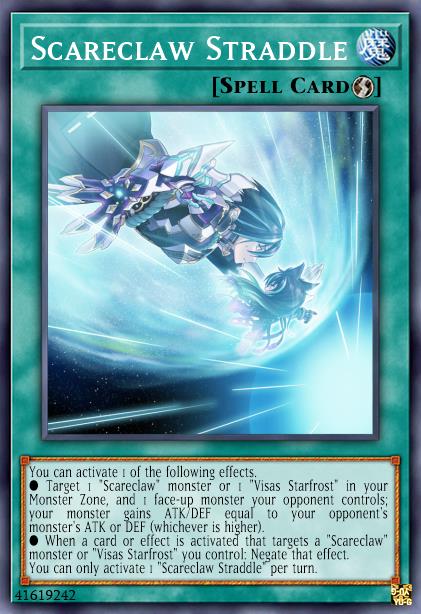 SCARECLAW STRADDLE
魔
[SPELL CARD]
You can activate 1 of the following effects.
● Target 1 "Scareclaw" monster or 1 "Visas Starfrost" in your
Monster Zone, and 1 face-up monster your opponent controls;
your monster gains ATK/DEF equal to your opponent's
monster's ATK or DEF (whichever is higher).
● When a card or effect is activated that targets a "Scareclaw"
monster or "Visas Starfrost" you control: Negate that effect.
You can only activate 1 "Scareclaw Straddle" per turn.
41619242